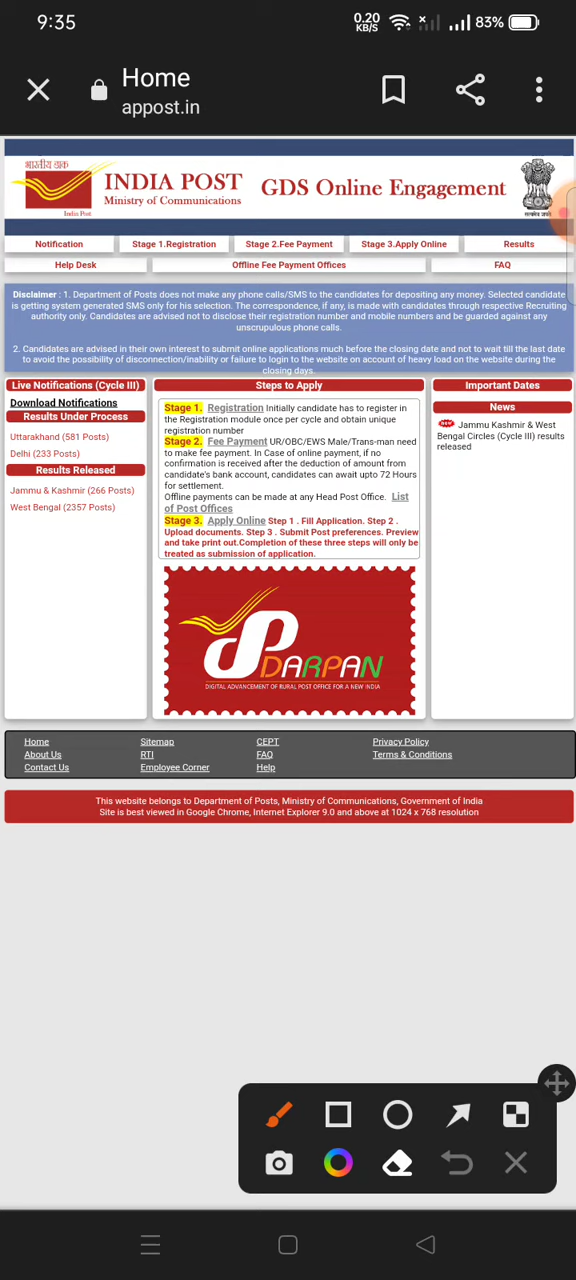 9:35
0.20
KB/S
83%
Home
appost.in
भारतीय डाक
India Post
INDIA POST
Ministry of Communications
GDS Online Engagement
सत्यमेव जयते
Notification
Stage 1.Registration
Stage 2.Fee Payment
Stage 3.Apply Online
Results
Help Desk
Offline Fee Payment Offices
FAQ
Disclaimer : 1. Department of Posts does not make any phone calls/SMS to the candidates for depositing any money. Selected candidate
is getting system generated SMS only for his selection. The correspondence, if any, is made with candidates through respective Recruiting
authority only. Candidates are advised not to disclose their registration number and mobile numbers and be guarded against any
unscrupulous phone calls.
2. Candidates are advised in their own interest to submit online applications much before the closing date and not to wait till the last date
to avoid the possibility of disconnection/inability or failure to login to the website on account of heavy load on the website during the
closing days.
Live Notifications (Cycle III)
Download Notifications
Results Under Process
Uttarakhand (581 Posts)
Delhi (233 Posts)
Results Released
Jammu & Kashmir (266 Posts)
West Bengal (2357 Posts)
Steps to Apply
Stage 1. Registration Initially candidate has to register in
the Registration module once per cycle and obtain unique
registration number
Stage 2. Fee Payment UR/OBC/EWS Male/Trans-man need
to make fee payment. In Case of online payment, if no
confirmation is received after the deduction of amount from
candidate's bank account, candidates can await upto 72 Hours
for settlement.
Offline payments can be made at any Head Post Office. List
of Post Offices
Stage 3. Apply Online Step 1 . Fill Application. Step 2 .
Upload documents. Step 3 . Submit Post preferences. Preview
and take print out.Completion of these three steps will only be
treated as submission of application.
DARPAN
DIGITAL ADVANCEMENT OF RURAL POST OFFICE FOR A NEW INDIA
Important Dates
News
New Jammu Kashmir & West
Bengal Circles (Cycle III) results
released
Home
Sitemap
CEPT
Privacy Policy
About Us
RTI
FAQ
Terms & Conditions
Contact Us
Employee Corner
Help
This website belongs to Department of Posts, Ministry of Communications, Government of India
Site is best viewed in Google Chrome, Internet Explorer 9.0 and above at 1024 x 768 resolution